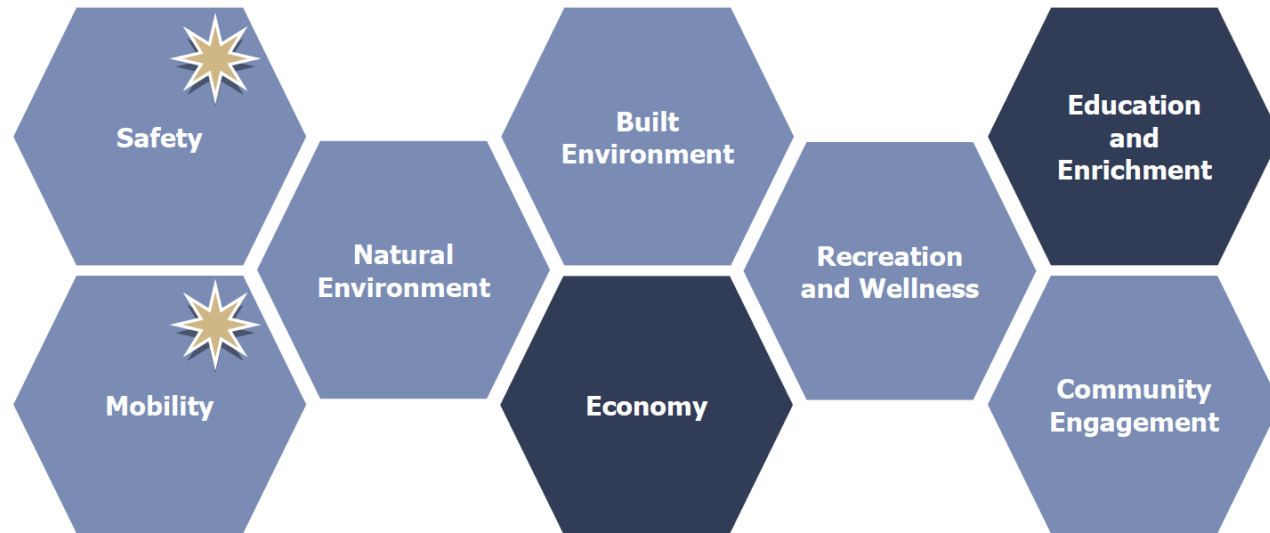 Safety
Mobility
Natural
Environment
Built
Environment
Economy
Recreation
and Wellness
Education
and
Enrichment
Community
Engagement